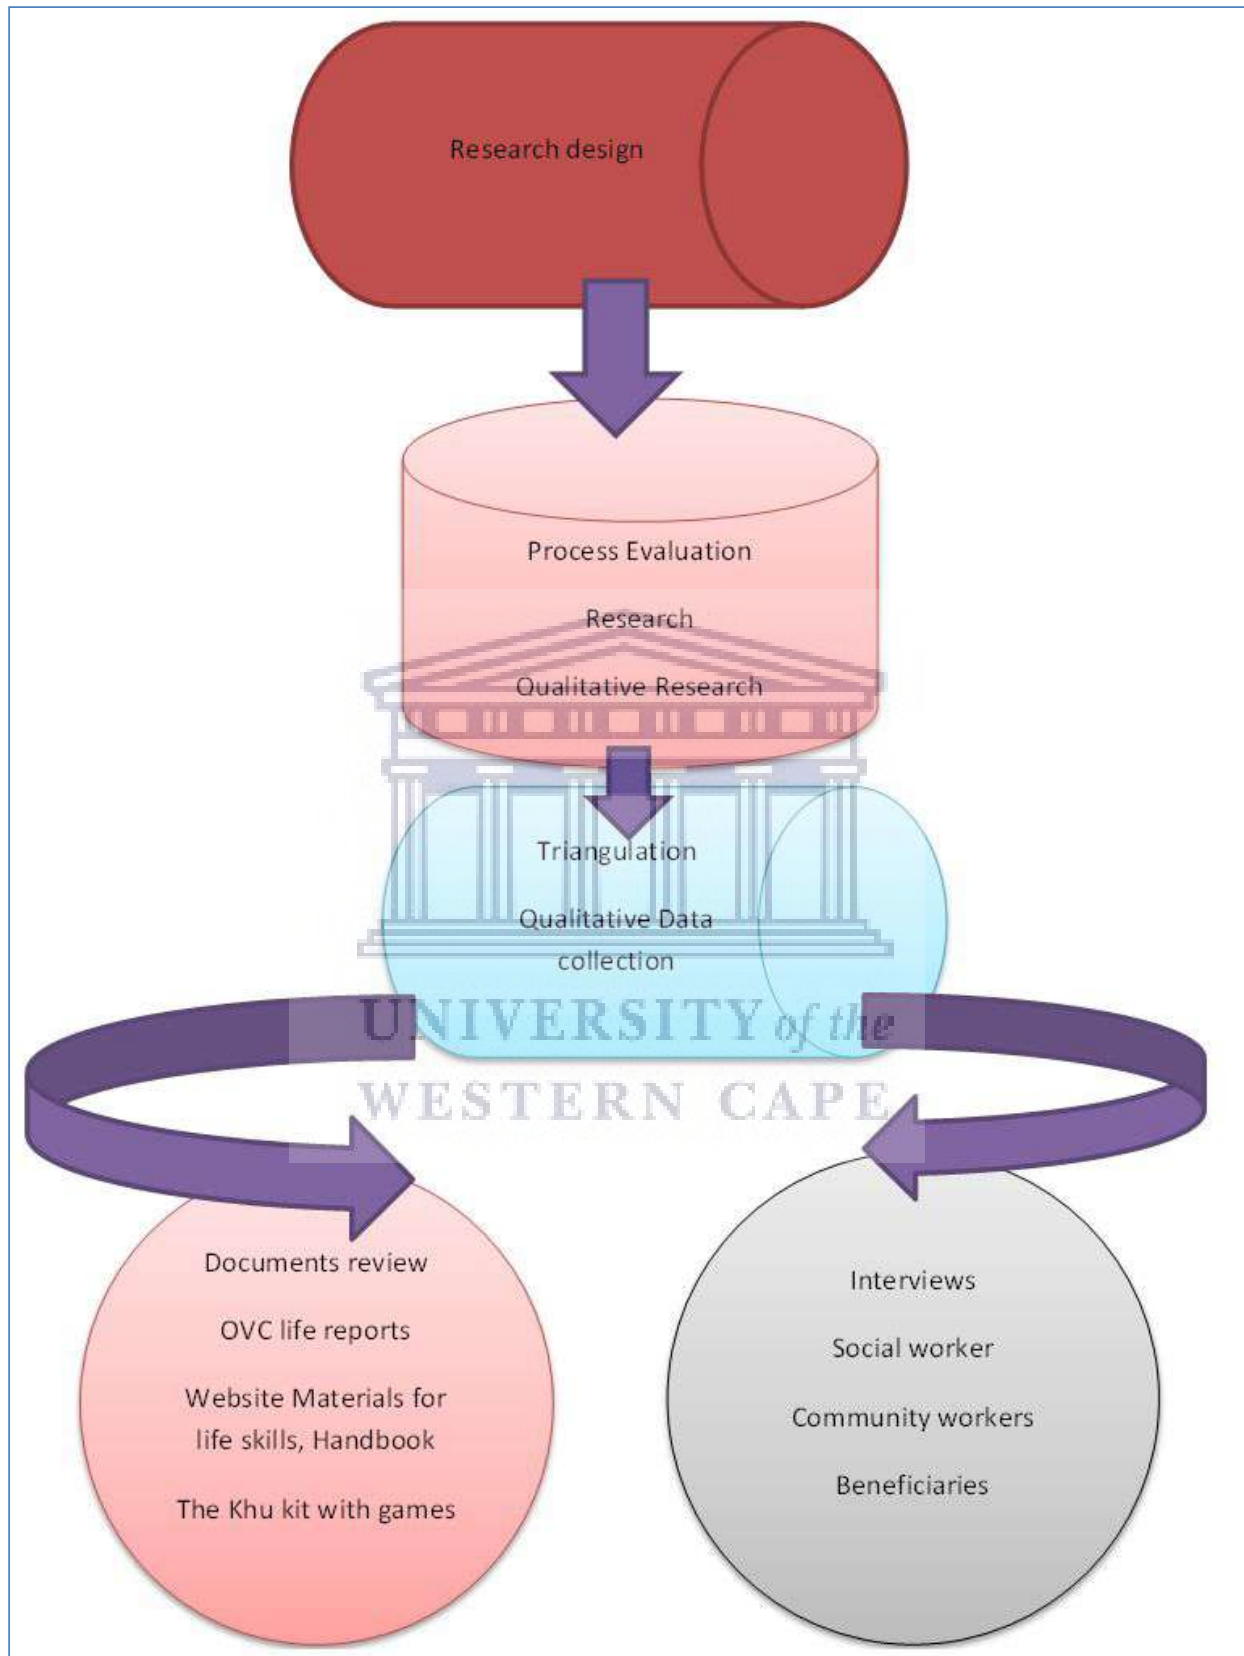 Research design
Process Evaluation
Research
Qualitative Research
Triangulation
Qualitative Data
collection
UNIVERSITY of the
WESTERN CAPE
Documents review
OVC life reports
Website Materials for
life skills, Handbook
The Khu kit with games
Interviews
Social worker
Community workers
Beneficiaries